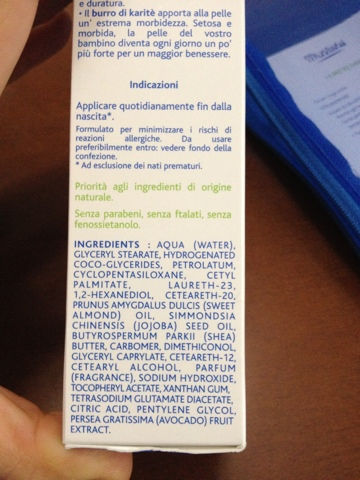 e duratura.
• Il burro di karitè apporta alla pelle
un' estrema morbidezza. Setosa e
morbida, la pelle del vostro
bambino diventa ogni giorno un po'
più forte per un maggior benessere.
Indicazioni
Applicare quotidianamente fin dalla
nascita*.
Formulato per minimizzare i rischi di
reazioni allergiche. Da usare
preferibilmente entro: vedere fondo della
confezione.
* Ad esclusione dei nati prematuri.
Priorità agli ingredienti di origine
naturale.
Senza parabeni, senza ftalati, senza
fenossietanolo.
INGREDIENTS : AQUA (WATER),
GLYCERYL STEARATE, HYDROGENATED
COCO-GLYCERIDES, PETROLATUM,
CYCLOPENTASILOXANE, CETYL
PALMITATE, LAURETH-23,
1,2-HEXANEDIOL, CETEARETH-20,
PRUNUS AMYGDALUS DULCIS (SWEET
ALMOND) OIL, SIMMONDSIA
CHINENSIS (JOJOBA) SEED OIL,
BUTYROSPERMUM PARKII (SHEA)
BUTTER, CARBOMER, DIMETHICONOL,
GLYCERYL CAPRYLATE, CETEARETH-12,
CETEARYL ALCOHOL, PARFUM
(FRAGRANCE), SODIUM HYDROXIDE,
TOCOPHERYL ACETATE, XANTHAN GUM,
TETRASODIUM GLUTAMATE DIACETATE,
CITRIC ACID, PENTYLENE GLYCOL,
PERSEA GRATISSIMA (AVOCADO) FRUIT
EXTRACT.
Mustela